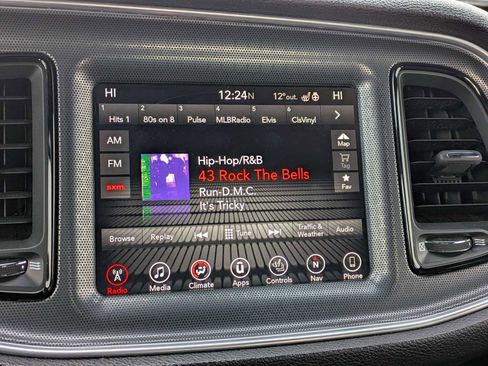 HI 12:24 N 12°out. HI
1 2 3 4 5 6
Hits 1 80s on 8 Pulse MLBRadio Elvis ClsVinyl
AM
Map
Hip-Hop/R&B
FM
43 Rock The Bells
Tag
sxm
Run-D.M.C.
Fav
It's Tricky
Browse Replay Tune Traffic & Weather Audio
Radio Media Climate Apps Controls Nav Phone